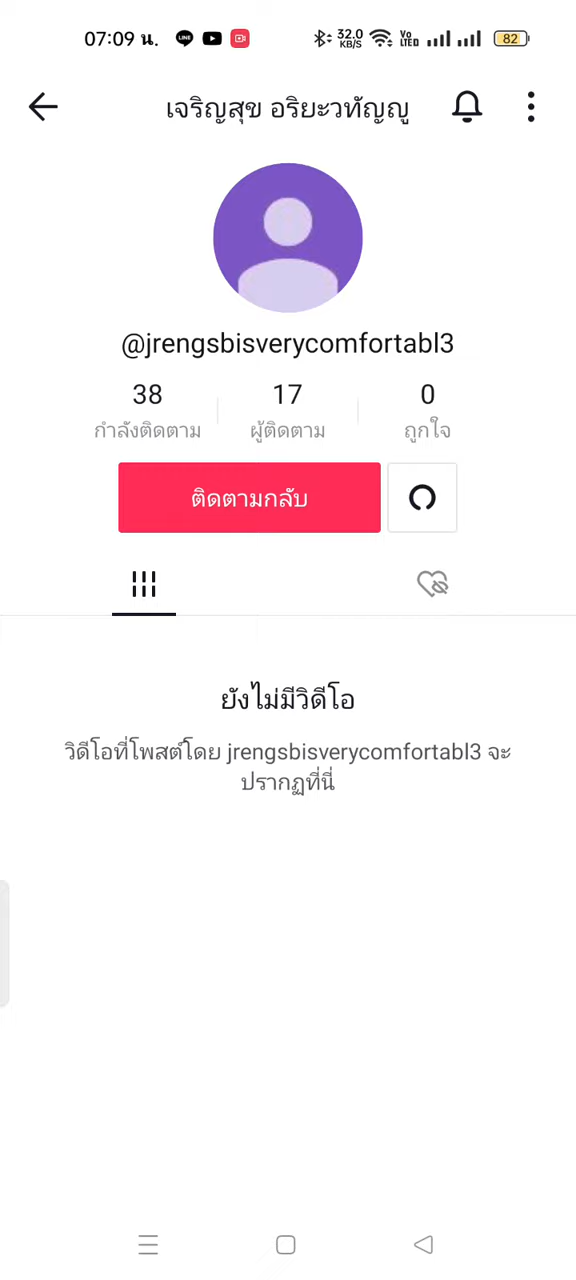 07:09 น. LINE 32.0 KB/S Vo LTED 82
เจริญสุข อริยะวทัญญู
@jrengsbisverycomfortabl3
38 17 0
กำลังติดตาม ผู้ติดตาม ถูกใจ
ติดตามกลับ
ยังไม่มีวิดีโอ
วิดีโอที่โพสต์โดย jrengsbisverycomfortabl3 จะ
ปรากฏที่นี่